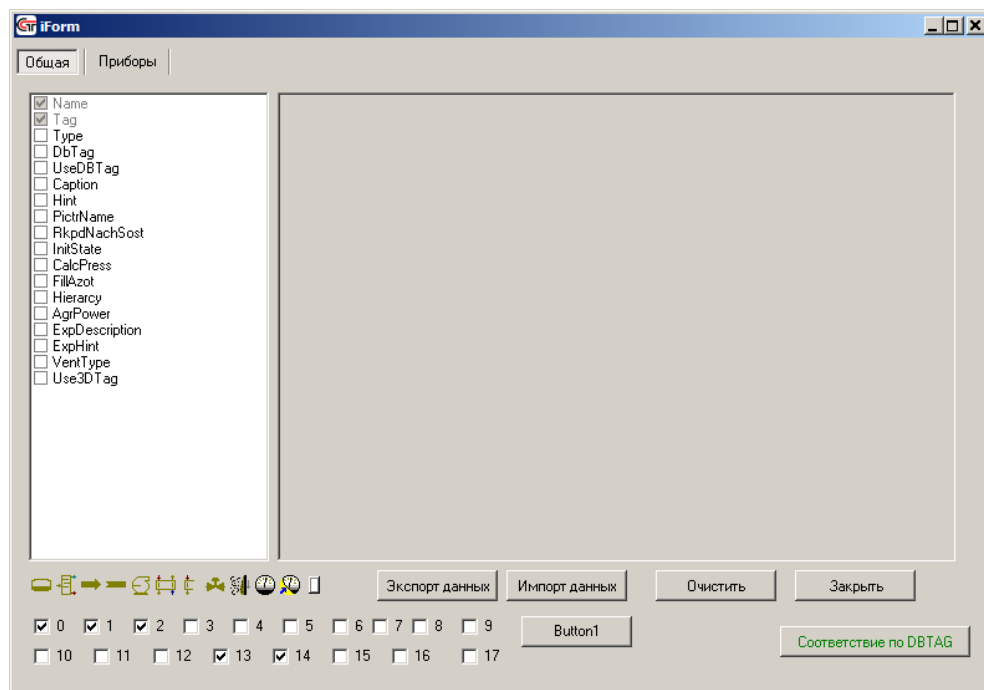 iForm
Общая Приборы
Name
Tag
Type
DbTag
UseDBTag
Caption
Hint
PictrName
RkpdNachSost
InitState
CalcPress
FillAzot
Hierarcy
AgrPower
ExpDescription
ExpHint
VentType
Use3DTag
Экспорт данных Импорт данных Очистить Закрыть
0 1 2 3 4 5 6 7 8 9 Button1
Соответствие по DBTAG
10 11 12 13 14 15 16 17